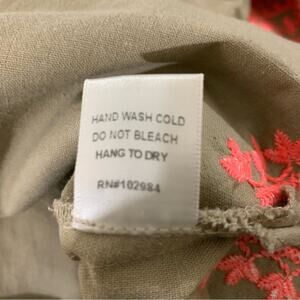 HAND WASH COLD
DO NOT BLEACH
HANG TO DRY
RN#102984